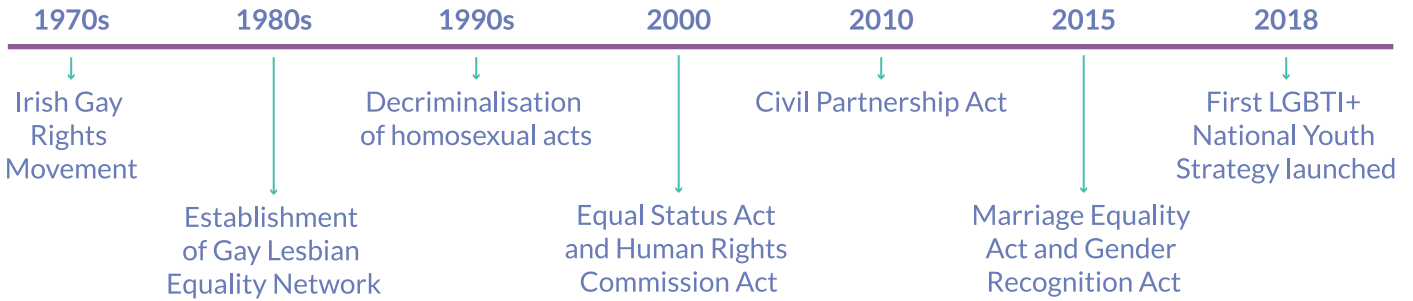 1970s
1980s
1990s
2000
2010
2015
2018
Irish Gay
Rights
Movement
Establishment
of Gay Lesbian
Equality Network
Decriminalisation
of homosexual acts
Equal Status Act
and Human Rights
Commission Act
Civil Partnership Act
Marriage Equality
Act and Gender
Recognition Act
First LGBTI+
National Youth
Strategy launched